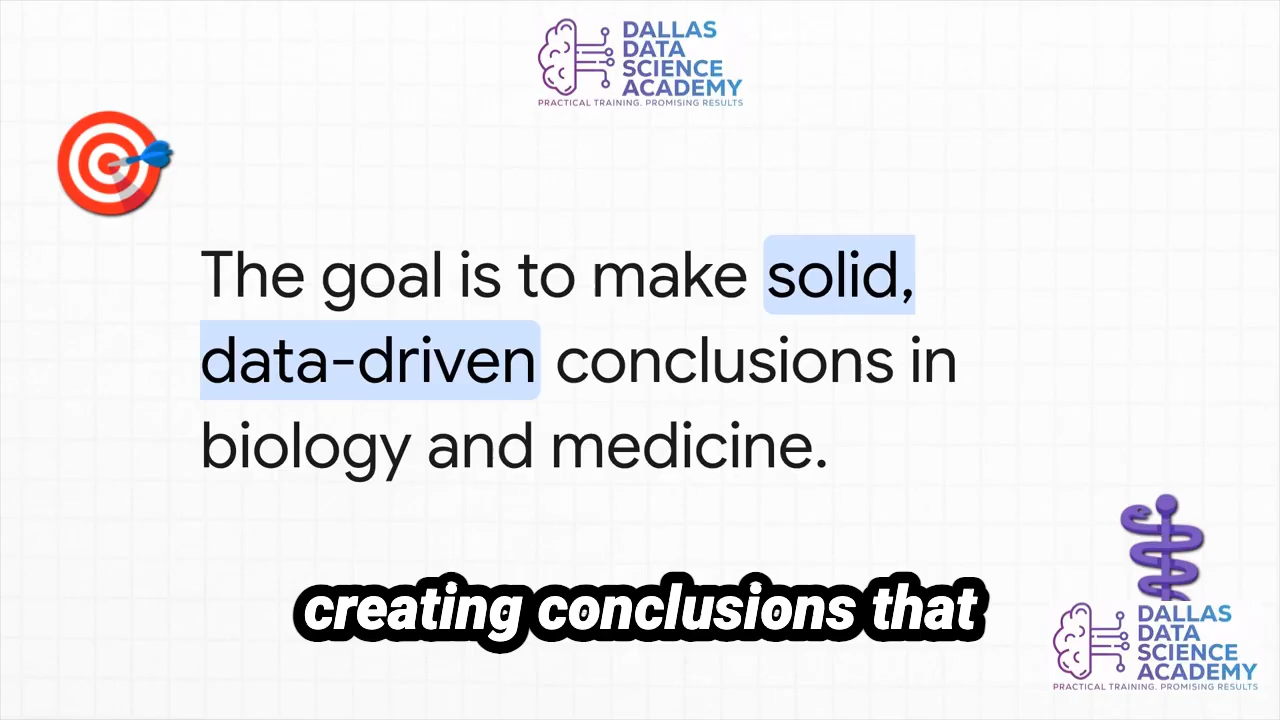 DALLAS
DATA
SCIENCE
ACADEMY
PRACTICAL TRAINING. PROMISING RESULTS
The goal is to make solid,
data-driven conclusions in
biology and medicine.
creating conclusions that
DALLAS
DATA
SCIENCE
ACADEMY
PRACTICAL TRAINING. PROMISING RESULTS